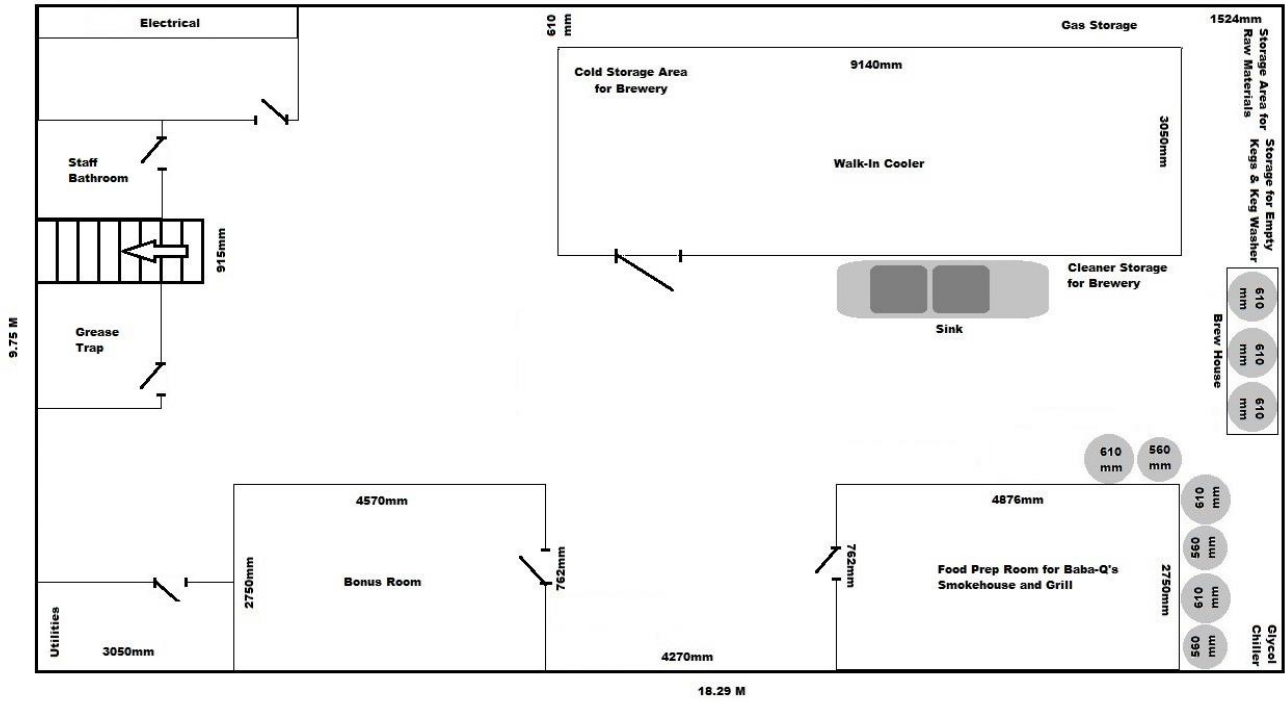 Electrical
610
mm
Gas Storage
1524mm
Storage Area for
Raw Materials
Cold Storage Area
for Brewery
9140mm
3050mm
Walk-In Cooler
Storage for Empty
Kegs & Keg Washer
Staff
Bathroom
915mm
Cleaner Storage
for Brewery
Sink
Brew House
610
mm
610
mm
610
mm
Grease
Trap
9.75 M
610
mm
560
mm
610
mm
560
mm
610
mm
560
mm
4570mm
2750mm
Bonus Room
762mm
4876mm
762mm
Food Prep Room for Baba-Q's
Smokehouse and Grill
2750mm
Utilities
3050mm
4270mm
Glycol
Chiller
18.29 M